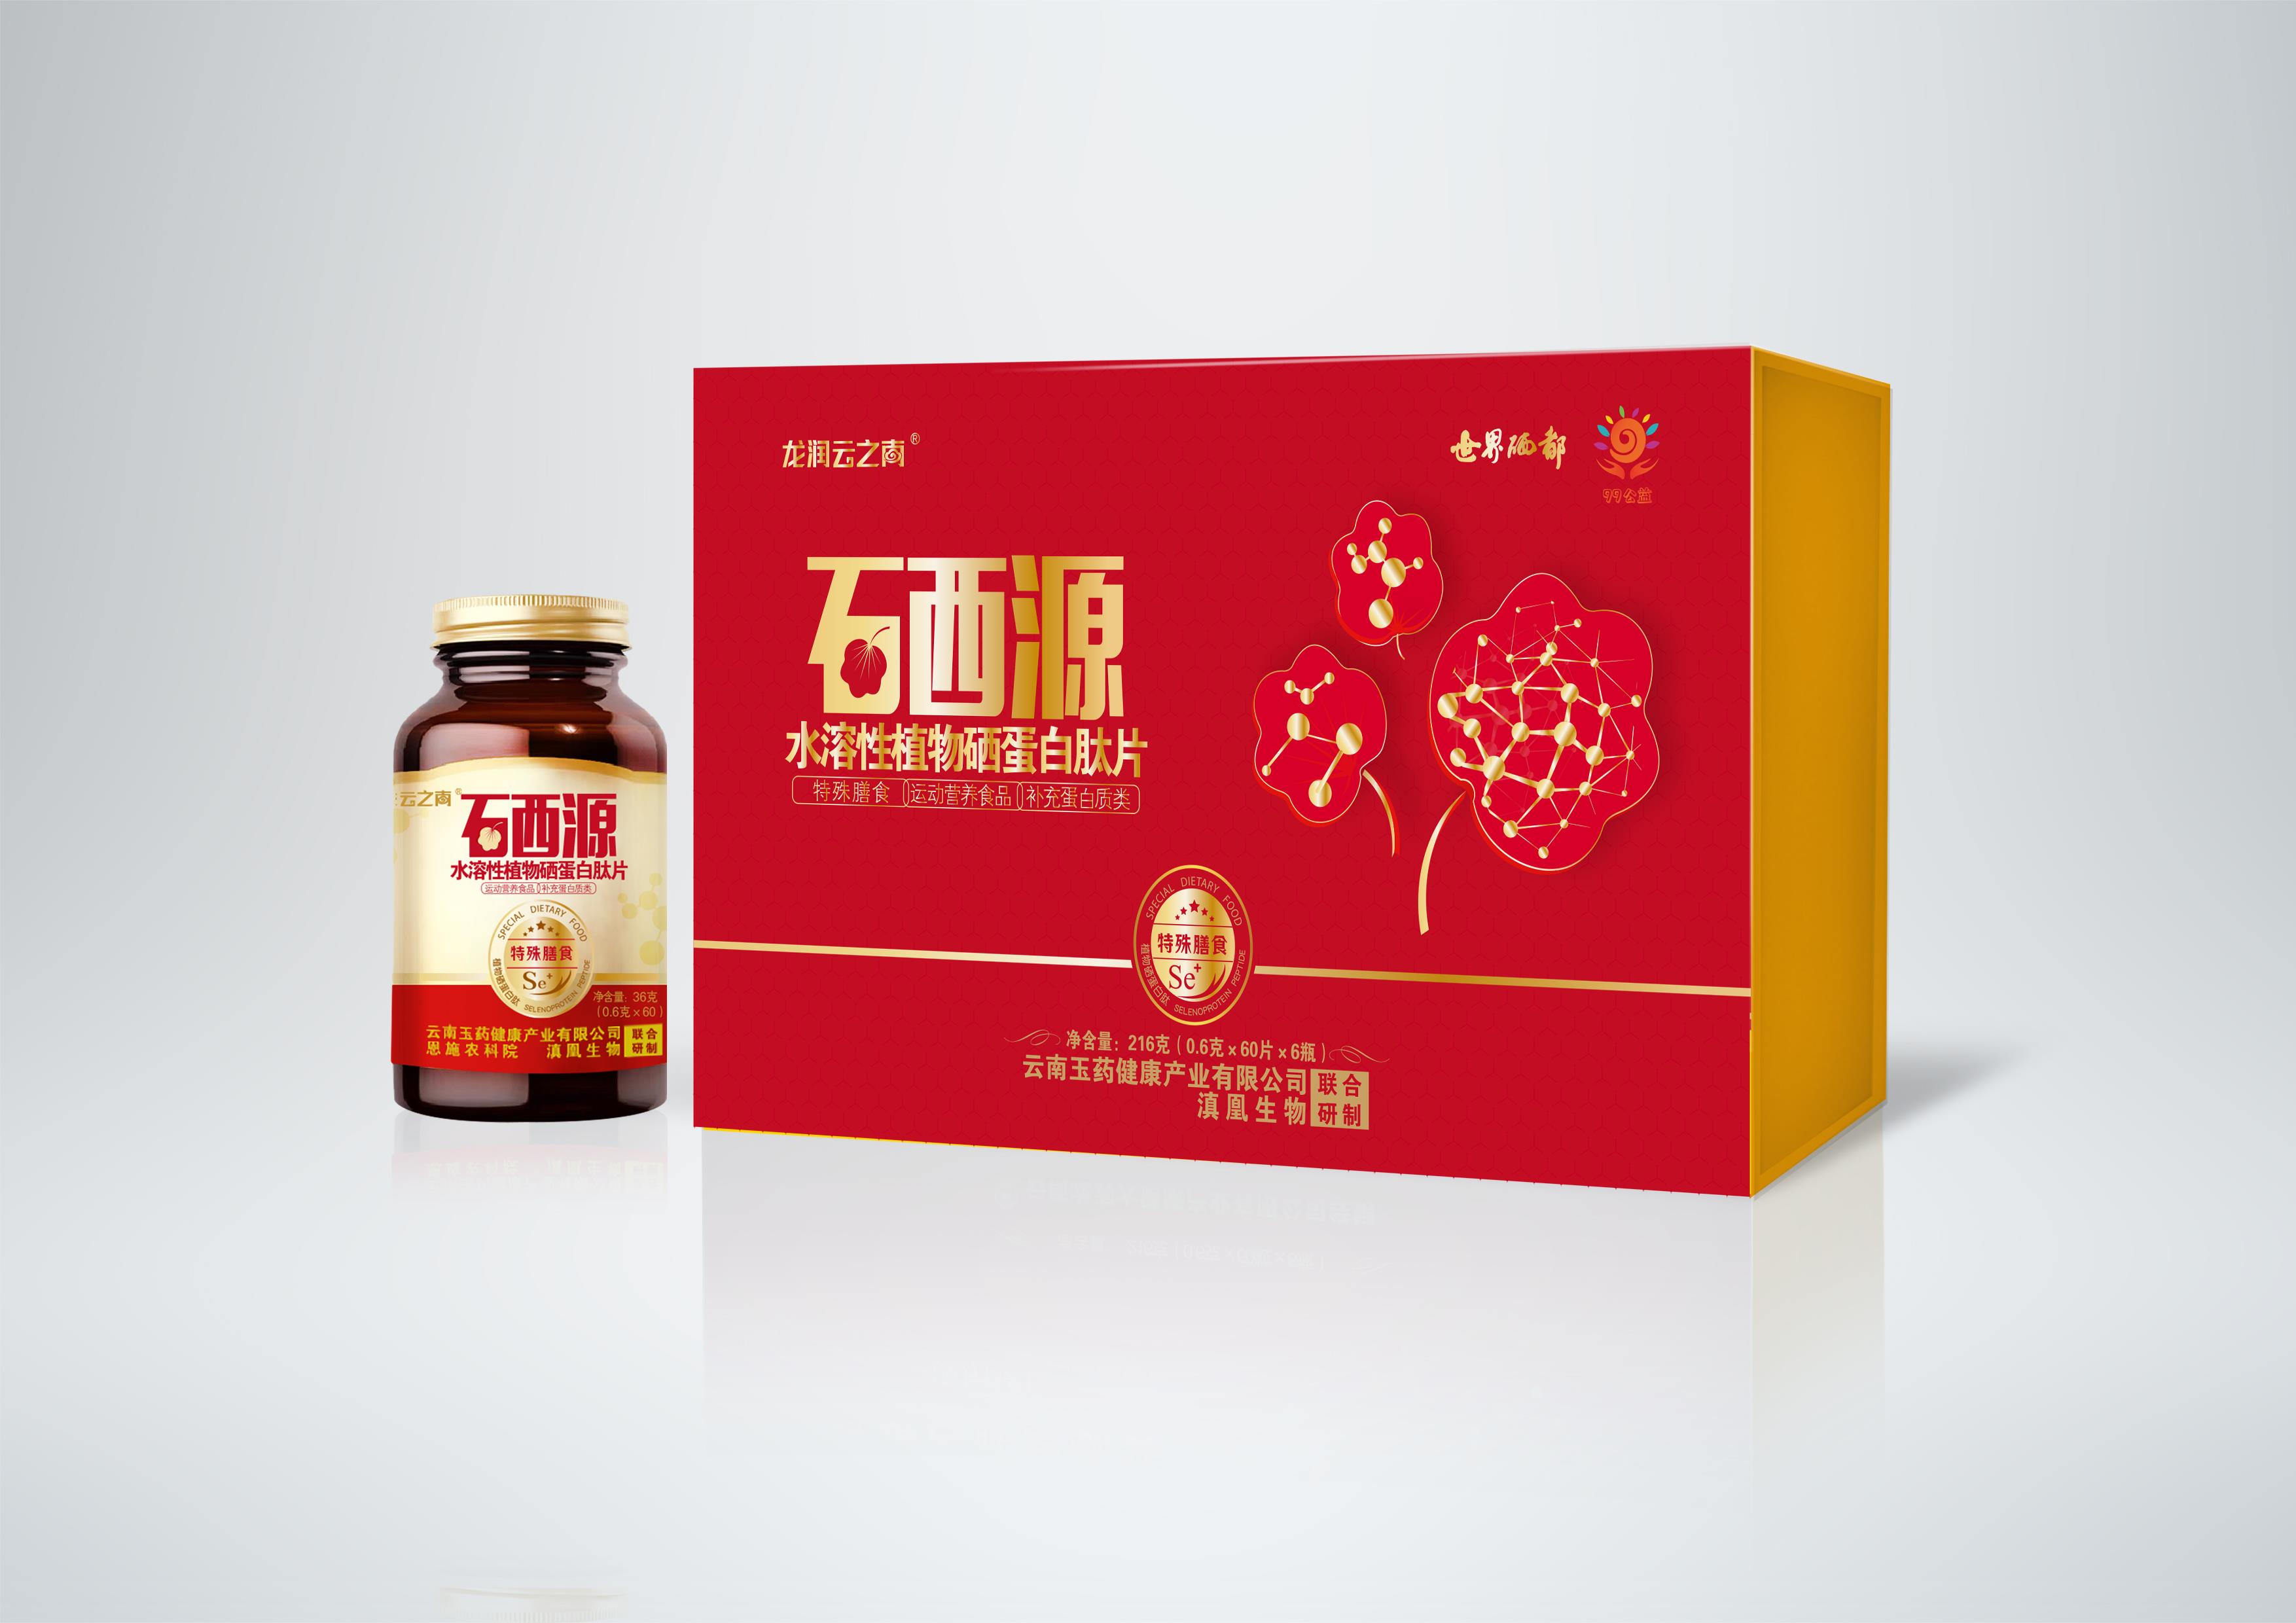 龙润云之南®
世界硒都
99公益
石西源
水溶性植物硒蛋白肽片
特殊膳食 运动营养食品 补充蛋白质类
SPECIAL DIETARY FOOD
特殊膳食
Se+
植物硒蛋白肽 SELENOPROTEIN PEPTIDE
净含量：216克（0.6克×60片×6瓶）
云南玉药健康产业有限公司
滇凰生物
联合
研制
云之南®
石西源
水溶性植物硒蛋白肽片
运动营养食品 补充蛋白质类
SPECIAL DIETARY FOOD
特殊膳食
Se+
植物硒蛋白肽 SELENOPROTEIN PEPTIDE
净含量：36克
（0.6克×60）
云南玉药健康产业有限公司
恩施农科院 滇凰生物
联合
研制